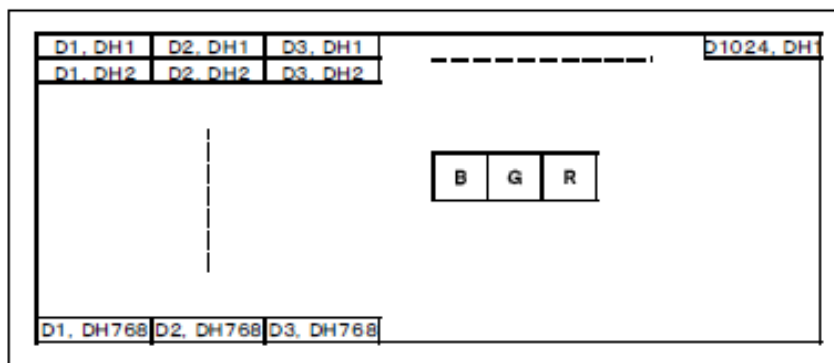 D1, DH1 D2, DH1 D3, DH1 D1024, DH1
D1, DH2 D2, DH2 D3, DH2
B G R
D1, DH768 D2, DH768 D3, DH768